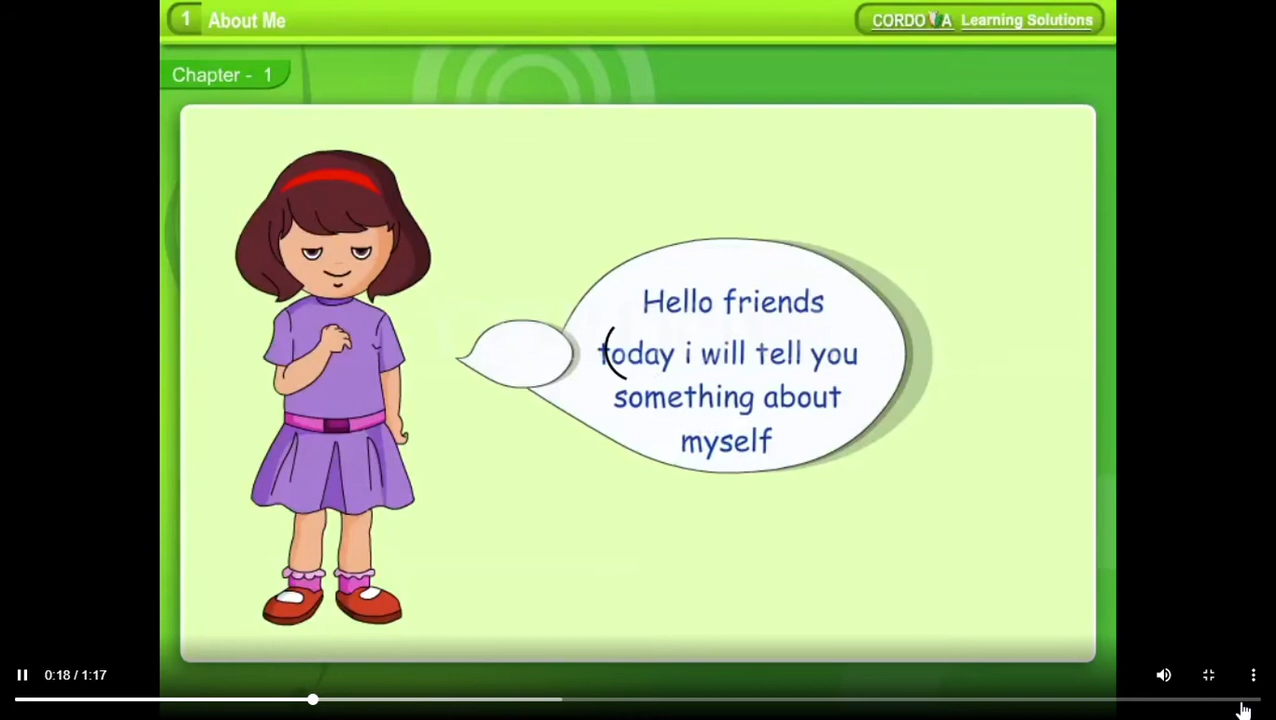 1 About Me
CORDOVA Learning Solutions
Chapter - 1
Hello friends
today i will tell you
something about
myself
0:18 / 1:17